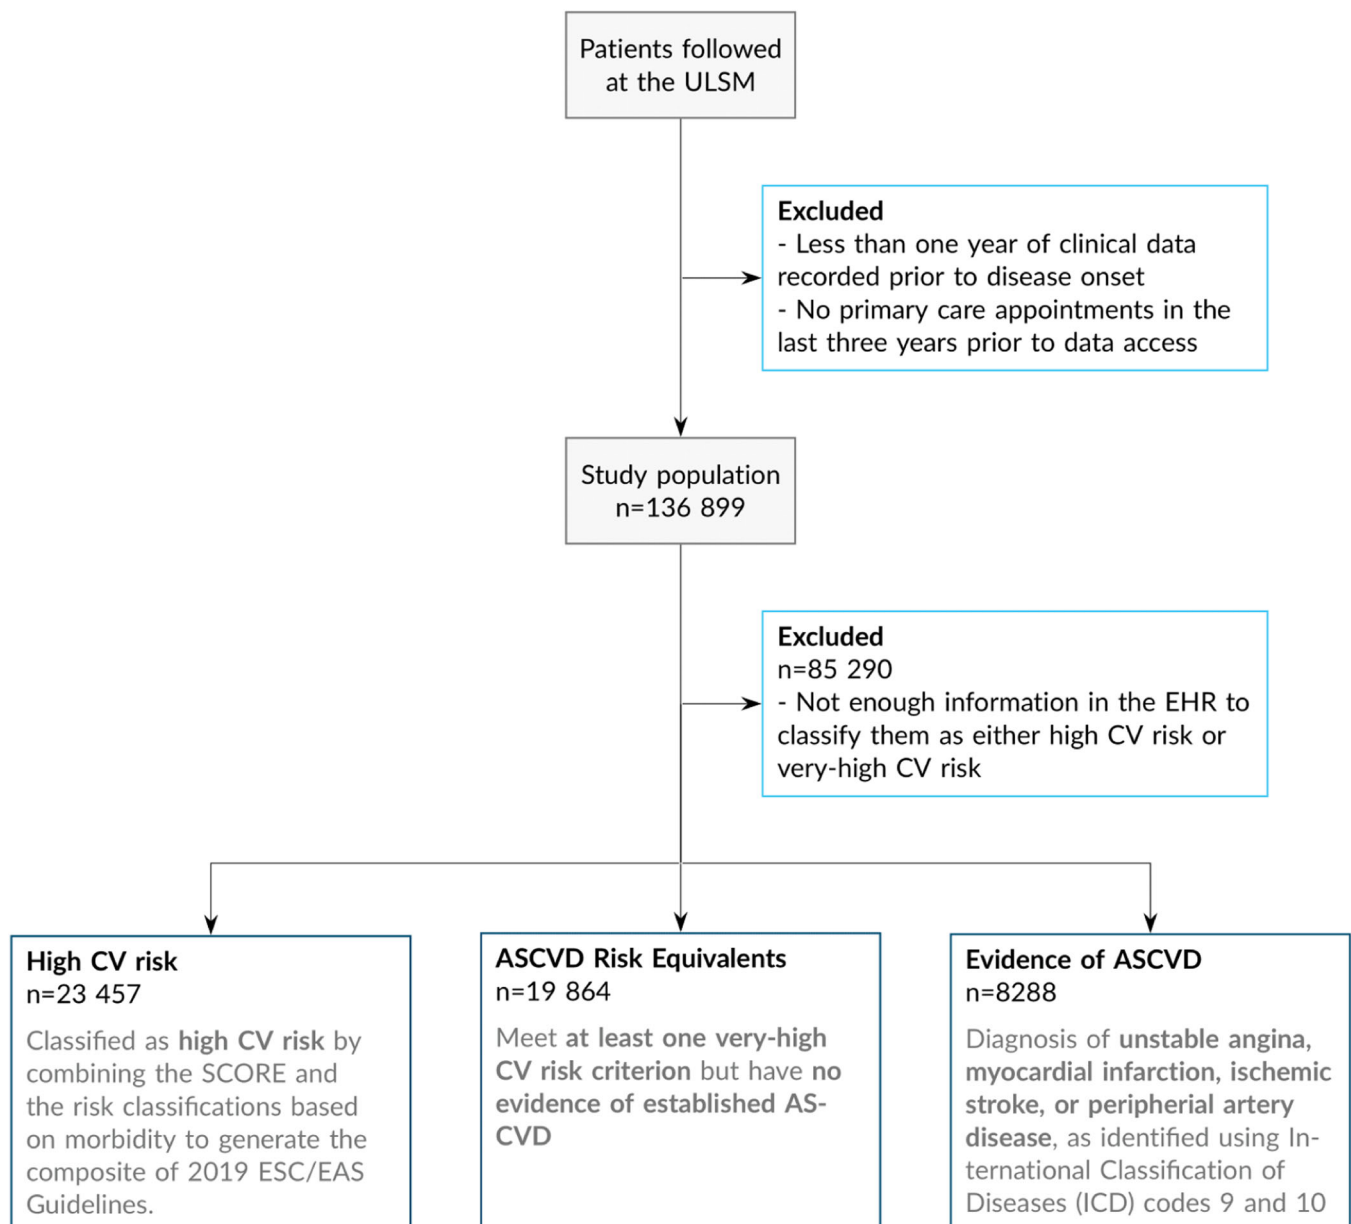 Patients followed
at the ULSM
Excluded
- Less than one year of clinical data
recorded prior to disease onset
- No primary care appointments in the
last three years prior to data access
Study population
n=136 899
Excluded
n=85 290
- Not enough information in the EHR to
classify them as either high CV risk or
very-high CV risk
High CV risk
n=23 457
Classified as high CV risk by
combining the SCORE and
the risk classifications based
on morbidity to generate the
composite of 2019 ESC/EAS
Guidelines.
ASCVD Risk Equivalents
n=19 864
Meet at least one very-high
CV risk criterion but have no
evidence of established AS-
CVD
Evidence of ASCVD
n=8288
Diagnosis of unstable angina,
myocardial infarction, ischemic
stroke, or peripherial artery
disease, as identified using In-
ternational Classification of
Diseases (ICD) codes 9 and 10